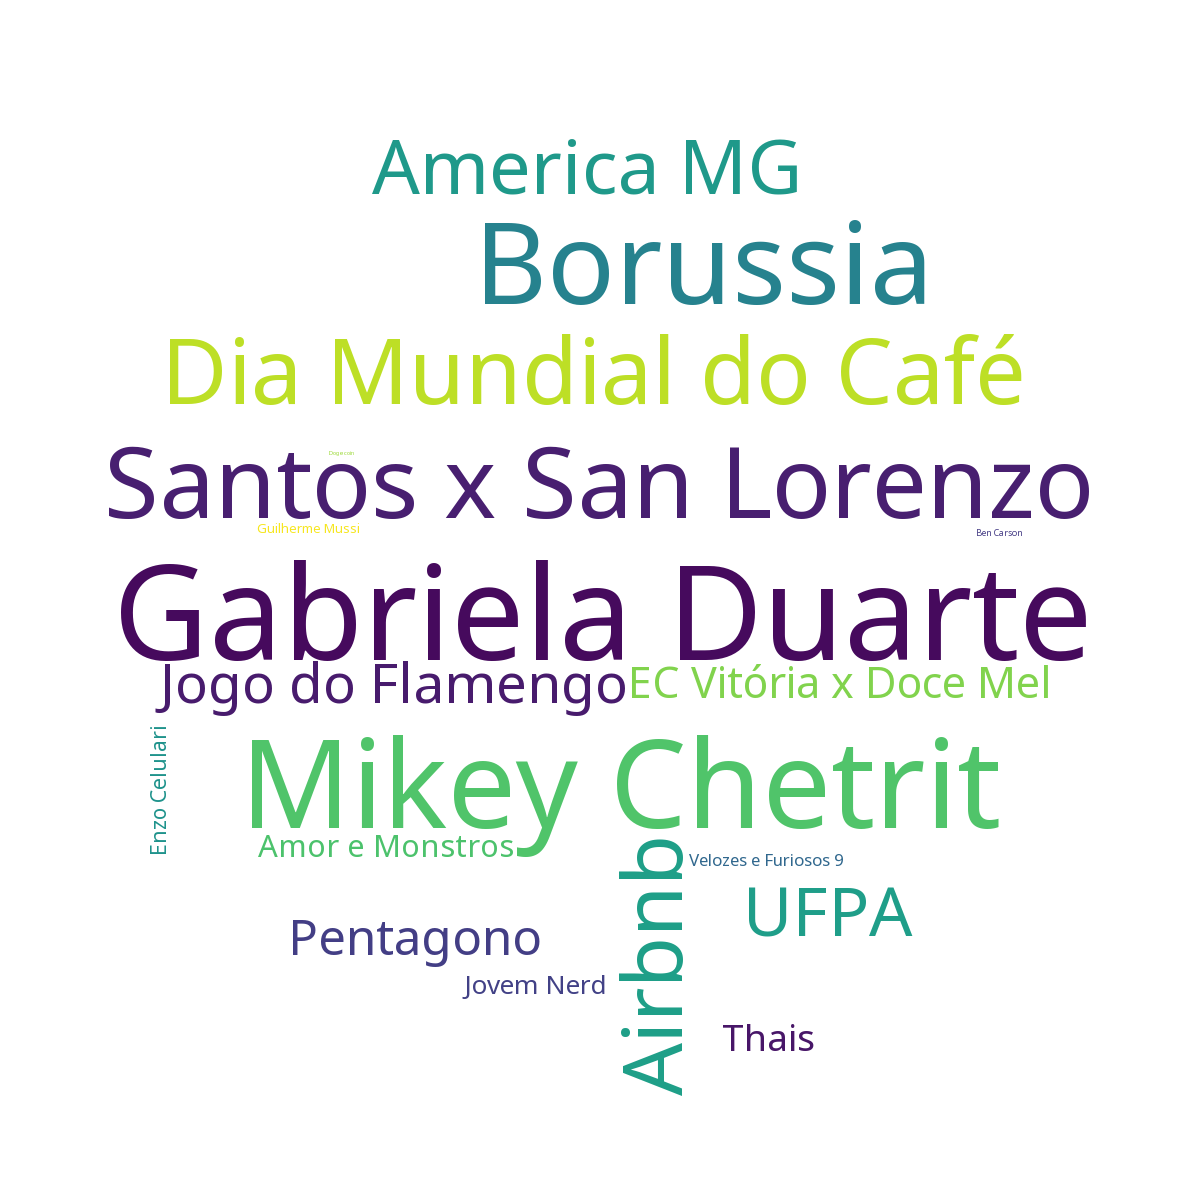 America MG
Borussia
Dia Mundial do Café
Santos x San Lorenzo
Dogecoin
Guilherme Mussi
Ben Carson
Gabriela Duarte
Jogo do Flamengo
EC Vitória x Doce Mel
Enzo Celulari
Mikey Chetrit
Amor e Monstros
Airbnb
Velozes e Furiosos 9
UFPA
Pentagono
Jovem Nerd
Thais